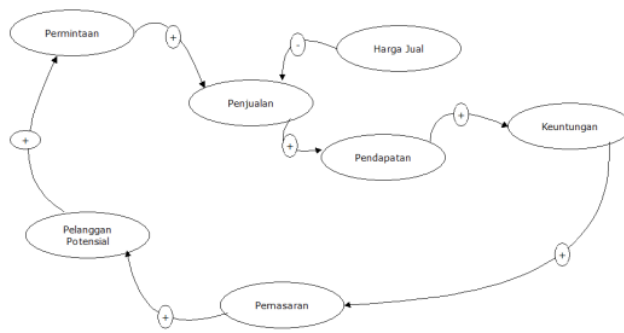 Permintaan
+
-
Harga Jual
Penjualan
+
+
Keuntungan
Pendapatan
+
Pelanggan
Potensial
+
Pemasaran
+